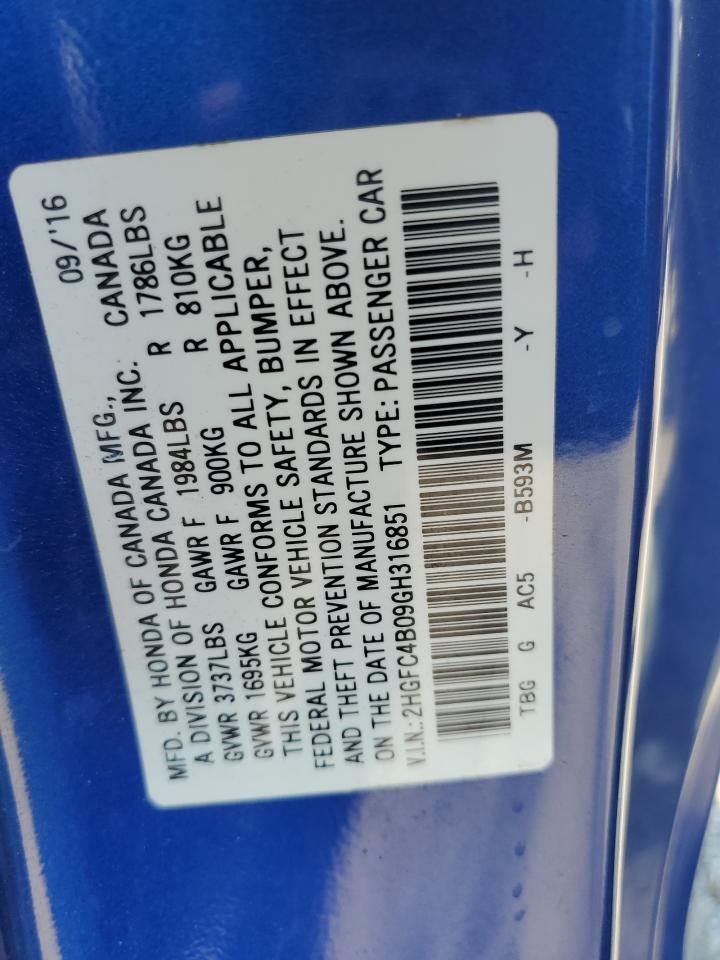 MFD. BY HONDA OF CANADA MFG., 09/'16
A DIVISION OF HONDA CANADA INC. CANADA
GVWR 3737LBS GAWR F 1984LBS R 1786LBS
GVWR 1695KG GAWR F 900KG R 810KG
THIS VEHICLE CONFORMS TO ALL APPLICABLE
FEDERAL MOTOR VEHICLE SAFETY, BUMPER,
AND THEFT PREVENTION STANDARDS IN EFFECT
ON THE DATE OF MANUFACTURE SHOWN ABOVE.
V.I.N.: 2HGFC4B09GH316851 TYPE: PASSENGER CAR
TBG G AC5 -B593M -Y -H